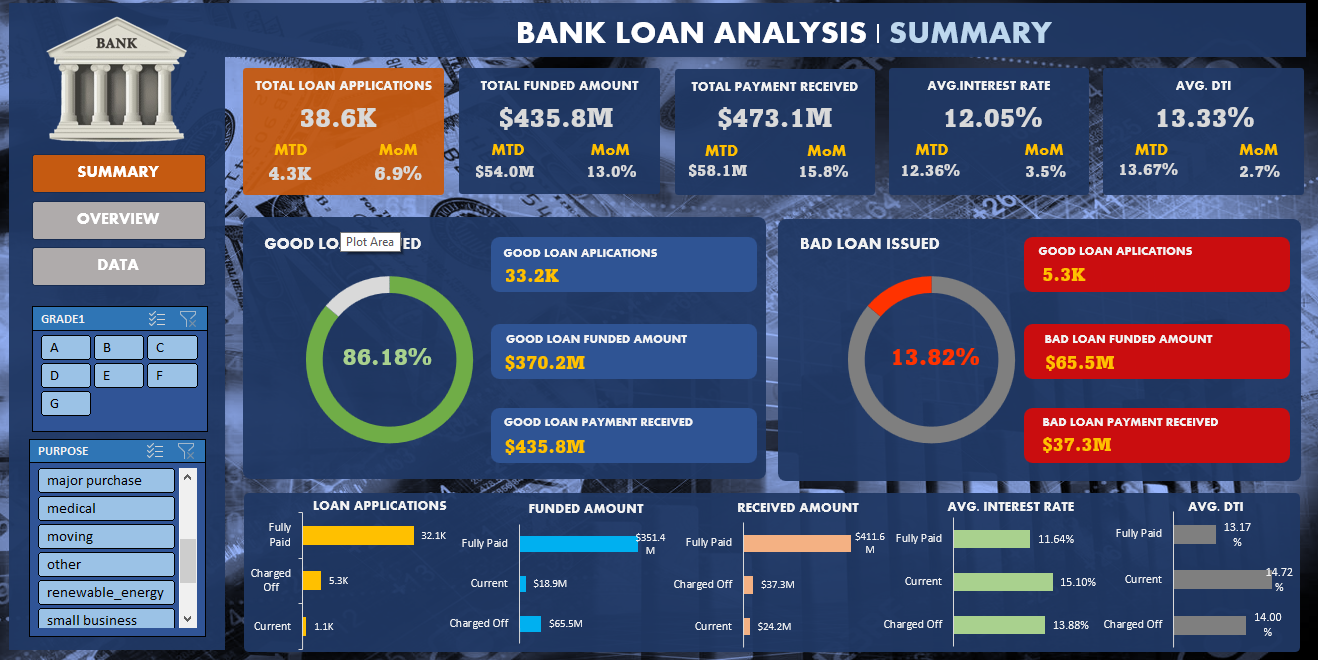 BANK
BANK LOAN ANALYSIS | SUMMARY
TOTAL LOAN APPLICATIONS
38.6K
MTD MoM
4.3K 6.9%
TOTAL FUNDED AMOUNT
$435.8M
MTD MoM
$54.0M 13.0%
TOTAL PAYMENT RECEIVED
$473.1M
MTD MoM
$58.1M 15.8%
AVG.INTEREST RATE
12.05%
MTD MoM
12.36% 3.5%
AVG. DTI
13.33%
MTD MoM
13.67% 2.7%
SUMMARY
OVERVIEW
DATA
GRADE1
A B C
D E F
G
PURPOSE
major purchase
medical
moving
other
renewable_energy
small business
GOOD LO
Plot Area
ED
86.18%
GOOD LOAN APLICATIONS
33.2K
GOOD LOAN FUNDED AMOUNT
$370.2M
GOOD LOAN PAYMENT RECEIVED
$435.8M
BAD LOAN ISSUED
13.82%
GOOD LOAN APLICATIONS
5.3K
BAD LOAN FUNDED AMOUNT
$65.5M
BAD LOAN PAYMENT RECEIVED
$37.3M
LOAN APPLICATIONS
Fully
Paid
32.1K
Charged
Off
5.3K
Current
1.1K
FUNDED AMOUNT
Fully Paid
$351.4
M
Current
$18.9M
Charged Off
$65.5M
RECEIVED AMOUNT
Fully Paid
$411.6
M
Charged Off
$37.3M
Current
$24.2M
AVG. INTEREST RATE
Fully Paid
11.64%
Current
15.10%
Charged Off
13.88%
AVG. DTI
Fully Paid
13.17
%
Current
14.72
%
Charged Off
14.00
%